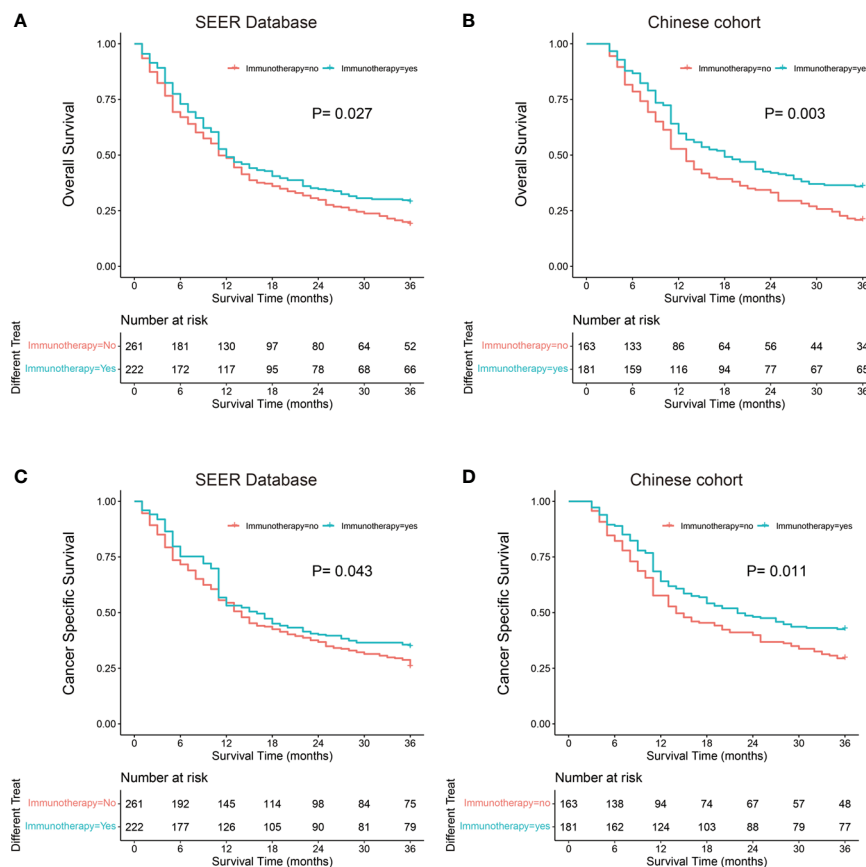 A
SEER Database
Immunotherapy=no Immunotherapy=yes
P= 0.027
Overall Survival
1.00
0.75
0.50
0.25
0.00
0 6 12 18 24 30 36
Survival Time (months)
Number at risk
Different Treat
Immunotherapy=No 261 181 130 97 80 64 52
Immunotherapy=Yes 222 172 117 95 78 68 66
0 6 12 18 24 30 36
Survival Time (months)
B
Chinese cohort
Immunotherapy=no Immunotherapy=ye
P= 0.003
Overall Survival
1.00
0.75
0.50
0.25
0.00
0 6 12 18 24 30 36
Survival Time (months)
Number at risk
Different Treat
Immunotherapy=no 163 133 86 64 56 44 34
Immunotherapy=yes 181 159 116 94 77 67 65
0 6 12 18 24 30 36
Survival Time (months)
C
SEER Database
Immunotherapy=no Immunotherapy=yes
P= 0.043
Cancer Specific Survival
1.00
0.75
0.50
0.25
0.00
0 6 12 18 24 30 36
Survival Time (months)
Number at risk
Different Treat
Immunotherapy=No 261 192 145 114 98 84 75
Immunotherapy=Yes 222 177 126 105 90 81 79
0 6 12 18 24 30 36
Survival Time (months)
D
Chinese cohort
Immunotherapy=no Immunotherapy=yes
P= 0.011
Cancer Specific Survival
1.00
0.75
0.50
0.25
0.00
0 6 12 18 24 30 36
Survival Time (months)
Number at risk
Different Treat
Immunotherapy=no 163 138 94 74 67 57 48
Immunotherapy=yes 181 162 124 103 88 79 77
0 6 12 18 24 30 36
Survival Time (months)